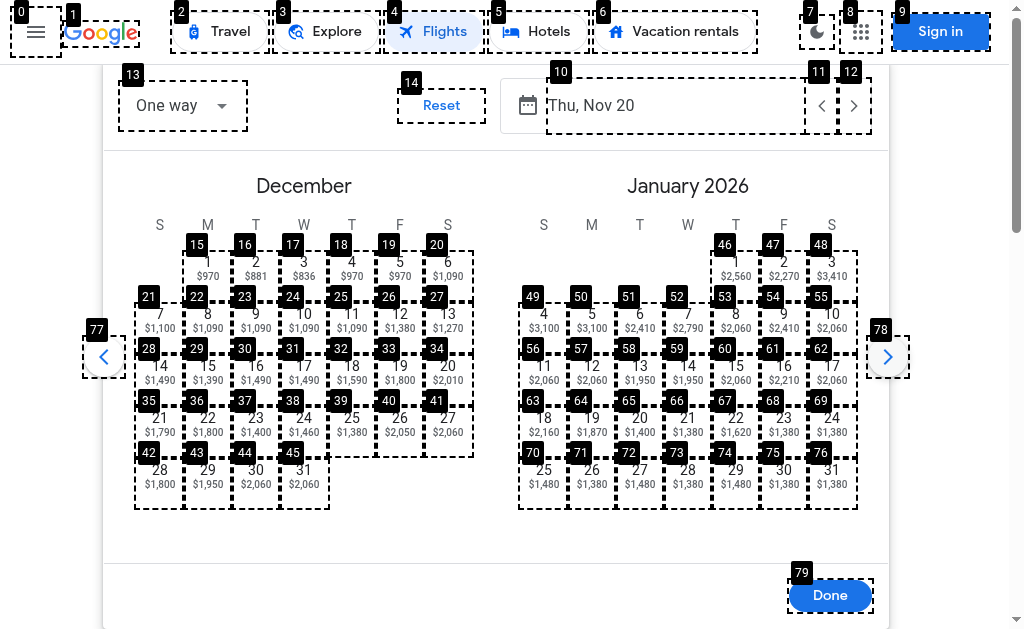 0
1
2
3
4
5
6
7
8
9
Google
Travel
Explore
Flights
Hotels
Vacation rentals
Sign in
13
14
10
11
12
One way
Reset
Thu, Nov 20
December
January 2026
S M T W T F S
S M T W T F S
15 16 17 18 19 20
1 2 3 4 5 6
$970 $881 $836 $970 $970 $1,090
46 47 48
1 2 3
$2,560 $2,270 $3,410
21 22 23 24 25 26 27
7 8 9 10 11 12 13
$1,100 $1,090 $1,090 $1,090 $1,090 $1,380 $1,270
49 50 51 52 53 54 55
4 5 6 7 8 9 10
$3,100 $3,100 $2,410 $2,790 $2,060 $2,410 $2,060
77
78
28 29 30 31 32 33 34
14 15 16 17 18 19 20
$1,490 $1,390 $1,490 $1,490 $1,590 $1,800 $2,010
56 57 58 59 60 61 62
11 12 13 14 15 16 17
$2,060 $2,060 $1,950 $1,950 $2,060 $2,210 $2,060
35 36 37 38 39 40 41
21 22 23 24 25 26 27
$1,790 $1,800 $1,400 $1,460 $1,380 $2,050 $2,060
63 64 65 66 67 68 69
18 19 20 21 22 23 24
$2,160 $1,870 $1,400 $1,380 $1,620 $1,380 $1,380
42 43 44 45
28 29 30 31
$1,800 $1,950 $2,060 $2,060
70 71 72 73 74 75 76
25 26 27 28 29 30 31
$1,480 $1,380 $1,480 $1,380 $1,480 $1,380 $1,380
79
Done